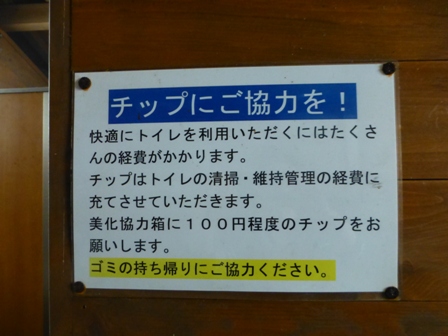 チップにご協力を！
快適にトイレを利用いただくにはたくさ
んの経費がかかります。
チップはトイレの清掃・維持管理の経費に
充てさせていただきます。
美化協力箱に１００円程度のチップをお
願いします。
ゴミの持ち帰りにご協力ください。